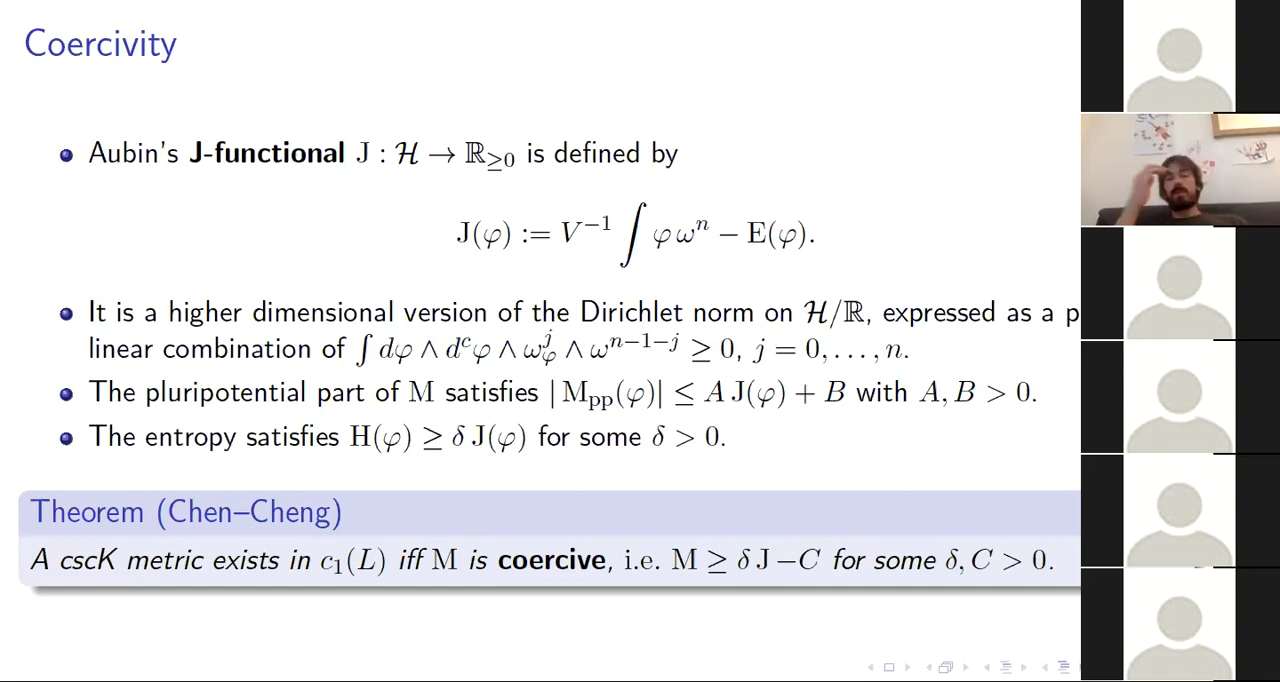 Coercivity
Aubin's J-functional J : ℋ → ℝ≥0 is defined by
J(φ) := V⁻¹ ∫ φ ωⁿ − E(φ).
It is a higher dimensional version of the Dirichlet norm on ℋ/ℝ, expressed as a p
linear combination of ∫ dφ ∧ dᶜφ ∧ ω_φ^j ∧ ω^{n−1−j} ≥ 0, j = 0, . . . , n.
The pluripotential part of M satisfies | M_pp(φ)| ≤ A J(φ) + B with A, B > 0.
The entropy satisfies H(φ) ≥ δ J(φ) for some δ > 0.
Theorem (Chen–Cheng)
A cscK metric exists in c₁(L) iff M is coercive, i.e. M ≥ δ J −C for some δ, C > 0.